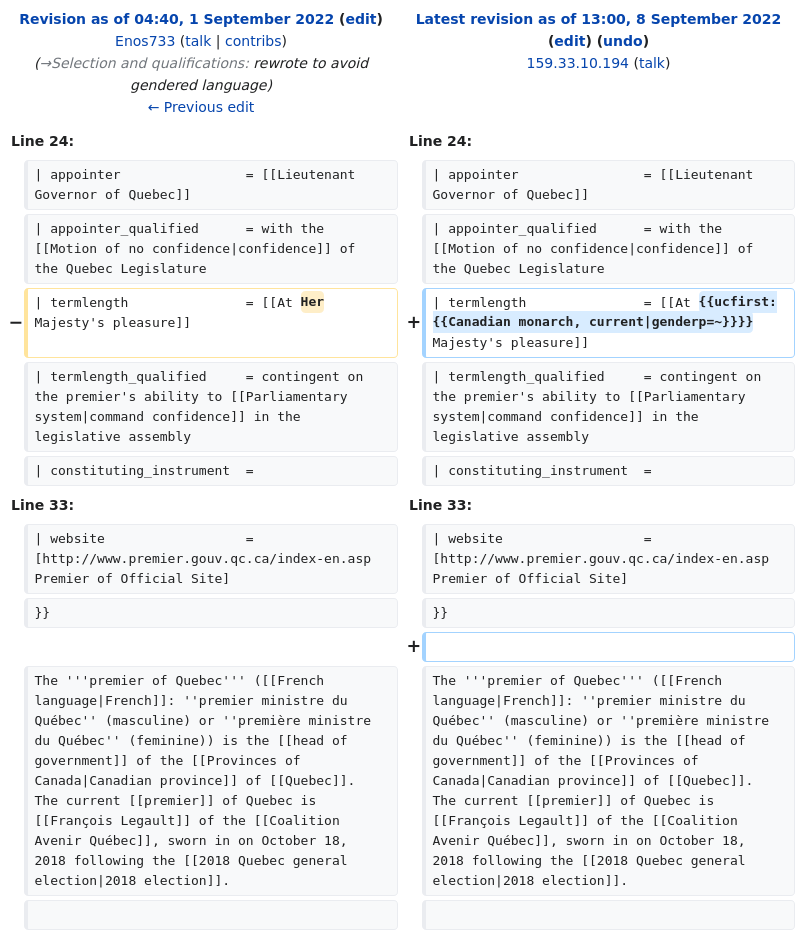 Revision as of 04:40, 1 September 2022 (edit)
Enos733 (talk | contribs)
(→Selection and qualifications: rewrote to avoid
gendered language)
← Previous edit
Latest revision as of 13:00, 8 September 2022
(edit) (undo)
159.33.10.194 (talk)
Line 24:
Line 24:
| appointer                = [[Lieutenant
Governor of Quebec]]
| appointer                = [[Lieutenant
Governor of Quebec]]
| appointer_qualified      = with the
[[Motion of no confidence|confidence]] of
the Quebec Legislature
| appointer_qualified      = with the
[[Motion of no confidence|confidence]] of
the Quebec Legislature
−
| termlength               = [[At Her
Majesty's pleasure]]
+
| termlength               = [[At {{ucfirst:
{{Canadian monarch, current|genderp=~}}}}
Majesty's pleasure]]
| termlength_qualified     = contingent on
the premier's ability to [[Parliamentary
system|command confidence]] in the
legislative assembly
| termlength_qualified     = contingent on
the premier's ability to [[Parliamentary
system|command confidence]] in the
legislative assembly
| constituting_instrument  =
| constituting_instrument  =
Line 33:
Line 33:
| website                  =
[http://www.premier.gouv.qc.ca/index-en.asp
Premier of Official Site]
| website                  =
[http://www.premier.gouv.qc.ca/index-en.asp
Premier of Official Site]
}}
}}
+
The '''premier of Quebec''' ([[French
language|French]]: ''premier ministre du
Québec'' (masculine) or ''première ministre
du Québec'' (feminine)) is the [[head of
government]] of the [[Provinces of
Canada|Canadian province]] of [[Quebec]].
The current [[premier]] of Quebec is
[[François Legault]] of the [[Coalition
Avenir Québec]], sworn in on October 18,
2018 following the [[2018 Quebec general
election|2018 election]].
The '''premier of Quebec''' ([[French
language|French]]: ''premier ministre du
Québec'' (masculine) or ''première ministre
du Québec'' (feminine)) is the [[head of
government]] of the [[Provinces of
Canada|Canadian province]] of [[Quebec]].
The current [[premier]] of Quebec is
[[François Legault]] of the [[Coalition
Avenir Québec]], sworn in on October 18,
2018 following the [[2018 Quebec general
election|2018 election]].